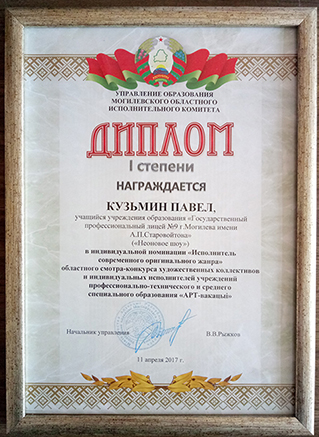 УПРАВЛЕНИЕ ОБРАЗОВАНИЯ
МОГИЛЕВСКОГО ОБЛАСТНОГО
ИСПОЛНИТЕЛЬНОГО КОМИТЕТА
ДИПЛОМ
I степени
НАГРАЖДАЕТСЯ
КУЗЬМИН ПАВЕЛ,
учащийся учреждения образования «Государственный
профессиональный лицей №9 г.Могилева имени
А.П.Старовойтова»
(«Неоновое шоу»)
в индивидуальной номинации «Исполнитель
современного оригинального жанра»
областного смотра-конкурса художественных коллективов
и индивидуальных исполнителей учреждений
профессионально-технического и среднего
специального образования «АРТ-вакацыі»
Начальник управления
В.В.Рыжков
11 апреля 2017 г.